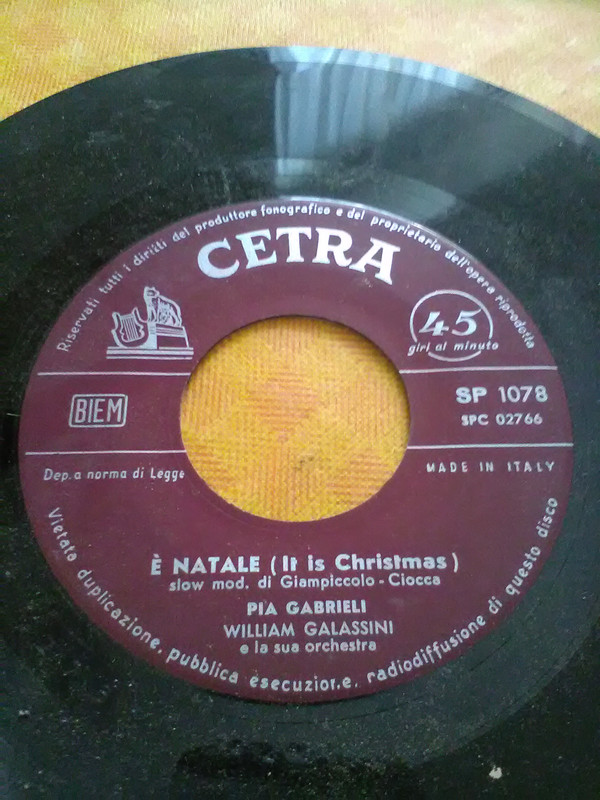 Riservati tutti i diritti del produttore fonografico e del proprietario dell'opera riprodotta
CETRA
45
giri al minuto
BIEM
SP 1078
SPC 02766
Dep. a norma di Legge
MADE IN ITALY
È NATALE (It is Christmas)
slow mod. di Giampiccolo - Ciocca
PIA GABRIELI
WILLIAM GALASSINI
e la sua orchestra
Vietata duplicazione, pubblica esecuzione, radiodiffusione di questo disco